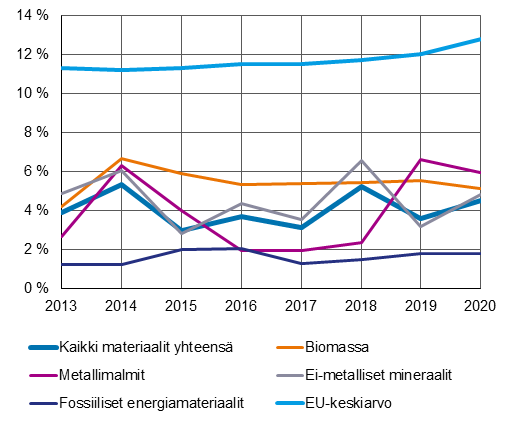 14 %
12 %
10 %
8 %
6 %
4 %
2 %
0 %
2013 2014 2015 2016 2017 2018 2019 2020
Kaikki materiaalit yhteensä Biomassa
Metallimalmit Ei-metalliset mineraalit
Fossiiliset energiamateriaalit EU-keskiarvo